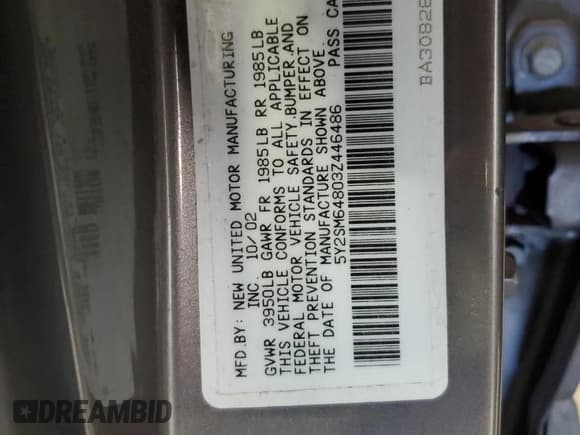 MFD.BY: NEW UNITED MOTOR MANUFACTURING
INC. 10/02
GVWR 3950LB GAWR FR 1985LB RR 1985LB
THIS VEHICLE CONFORMS TO ALL APPLICABLE
FEDERAL MOTOR VEHICLE SAFETY,BUMPER,AND
THEFT PREVENTION STANDARDS IN EFFECT ON
THE DATE OF MANUFACTURE SHOWN ABOVE.
5Y2SM64803Z446486 PASS CA
BA30828
DREAMBID